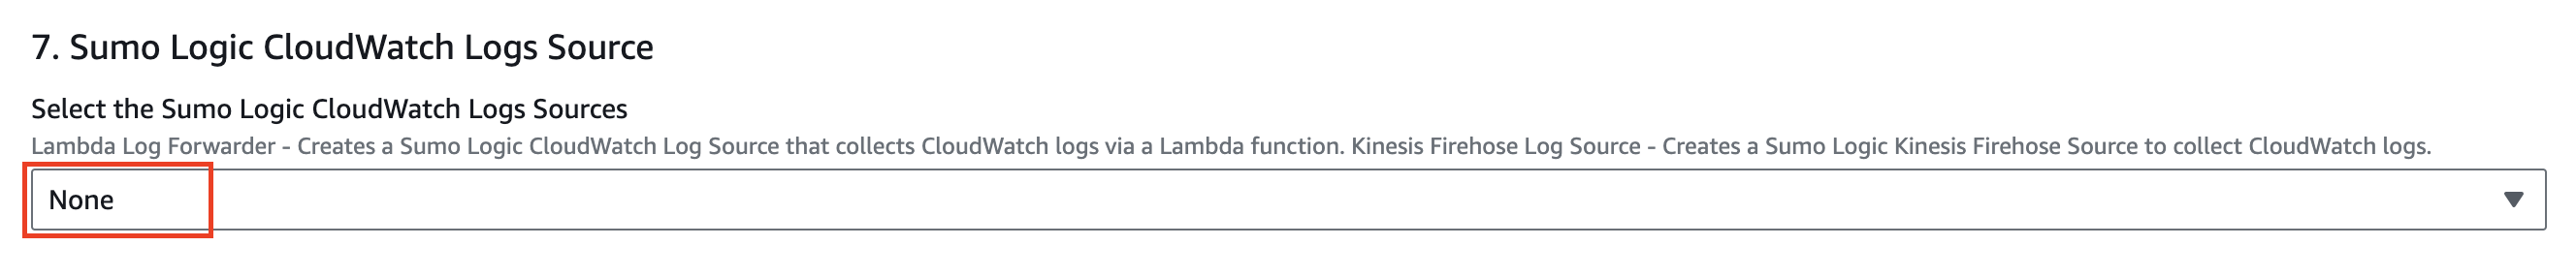 7. Sumo Logic CloudWatch Logs Source
Select the Sumo Logic CloudWatch Logs Sources
Lambda Log Forwarder - Creates a Sumo Logic CloudWatch Log Source that collects CloudWatch logs via a Lambda function. Kinesis Firehose Log Source - Creates a Sumo Logic Kinesis Firehose Source to collect CloudWatch logs.
None